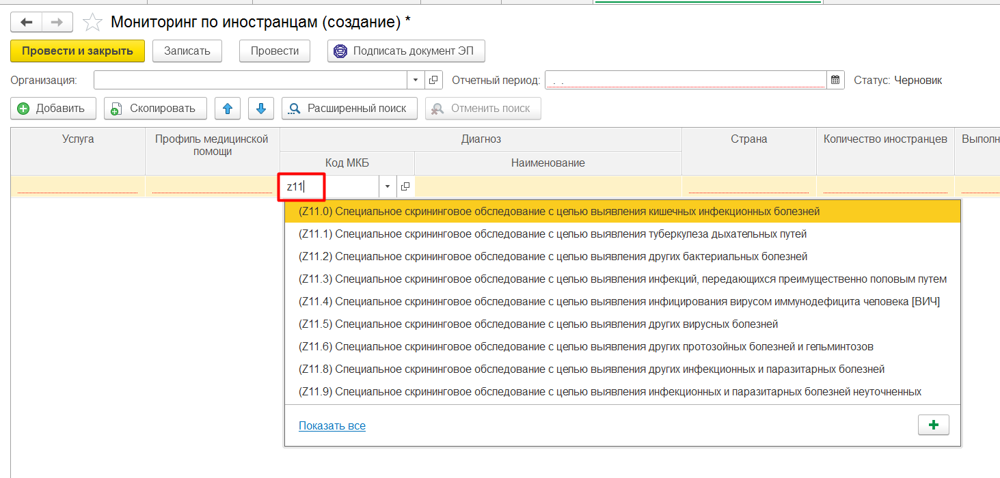 Мониторинг по иностранцам (создание) *
Провести и закрыть Записать Провести Подписать документ ЭП
Организация: Отчетный период: . . Статус: Черновик
Добавить Скопировать Расширенный поиск Отменить поиск
Услуга Профиль медицинской помощи Диагноз Страна Количество иностранцев Выполн
Код МКБ Наименование
z11
(Z11.0) Специальное скрининговое обследование с целью выявления кишечных инфекционных болезней
(Z11.1) Специальное скрининговое обследование с целью выявления туберкулеза дыхательных путей
(Z11.2) Специальное скрининговое обследование с целью выявления других бактериальных болезней
(Z11.3) Специальное скрининговое обследование с целью выявления инфекций, передающихся преимущественно половым путем
(Z11.4) Специальное скрининговое обследование с целью выявления инфицирования вирусом иммунодефицита человека [ВИЧ]
(Z11.5) Специальное скрининговое обследование с целью выявления других вирусных болезней
(Z11.6) Специальное скрининговое обследование с целью выявления других протозойных болезней и гельминтозов
(Z11.8) Специальное скрининговое обследование с целью выявления других инфекционных и паразитарных болезней
(Z11.9) Специальное скрининговое обследование с целью выявления инфекционных и паразитарных болезней неуточненных
Показать все